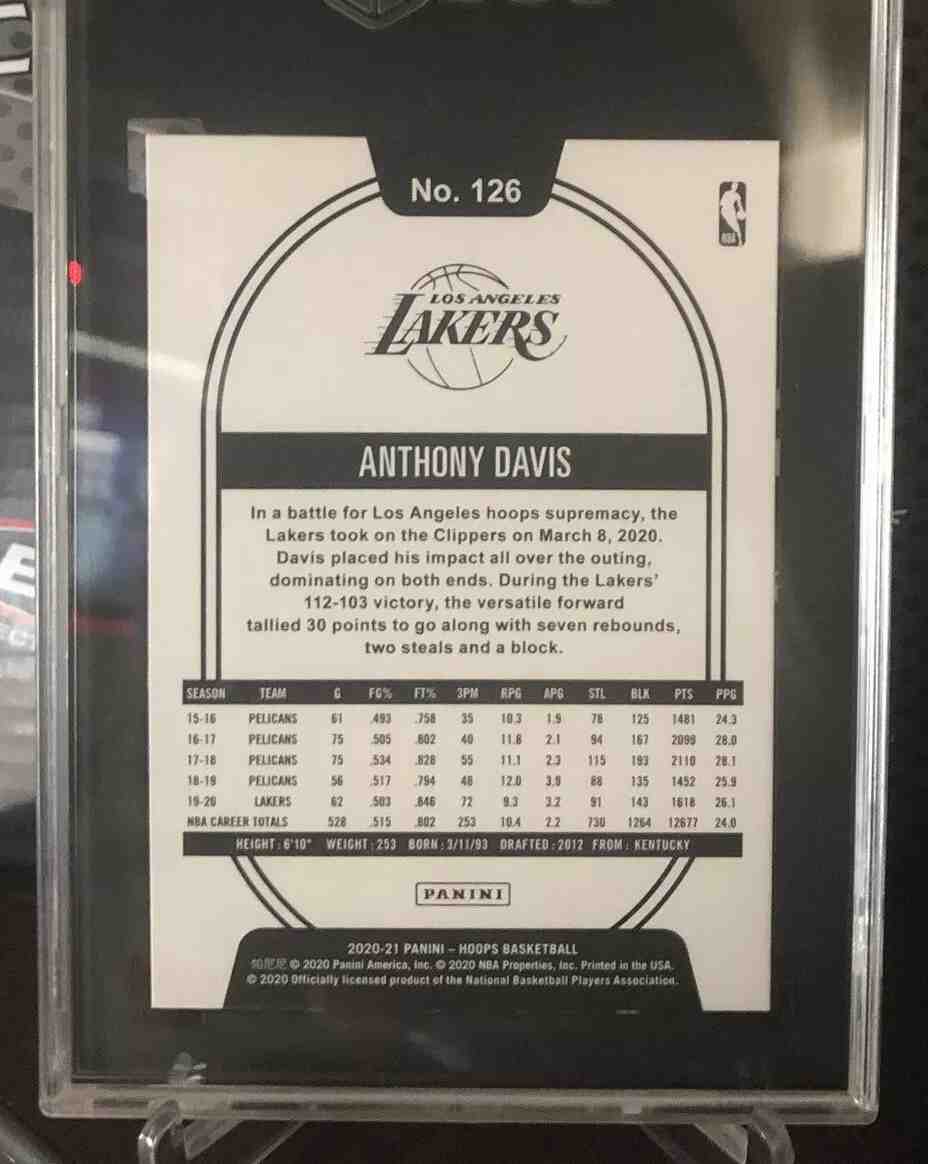 No. 126
NBA
LOS ANGELES
LAKERS
ANTHONY DAVIS
In a battle for Los Angeles hoops supremacy, the
Lakers took on the Clippers on March 8, 2020.
Davis placed his impact all over the outing,
dominating on both ends. During the Lakers'
112-103 victory, the versatile forward
tallied 30 points to go along with seven rebounds,
two steals and a block.
SEASON TEAM G FG% FT% 3PM RPG APG STL BLK PTS PPG
15-16 PELICANS 61 .493 .758 35 10.3 1.9 78 125 1481 24.3
16-17 PELICANS 75 .505 .802 40 11.8 2.1 94 167 2099 28.0
17-18 PELICANS 75 .534 .828 55 11.1 2.3 115 193 2110 28.1
18-19 PELICANS 56 .517 .794 48 12.0 3.9 88 135 1452 25.9
19-20 LAKERS 62 .503 .846 72 9.3 3.2 91 143 1618 26.1
NBA CAREER TOTALS 528 .515 .802 253 10.4 2.2 730 1264 12677 24.0
HEIGHT: 6'10" WEIGHT: 253 BORN: 3/11/93 DRAFTED: 2012 FROM: KENTUCKY
PANINI
2020-21 PANINI – HOOPS BASKETBALL
帕尼尼 © 2020 Panini America, Inc. © 2020 NBA Properties, Inc. Printed in the USA.
© 2020 Officially licensed product of the National Basketball Players Association.